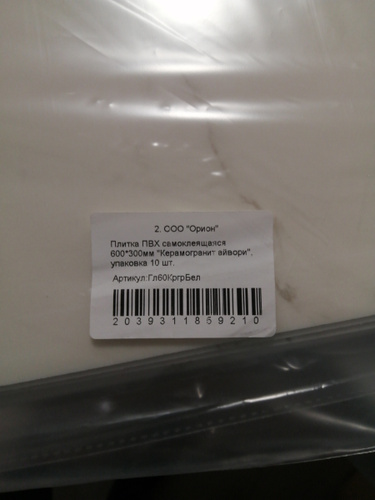 2. СОО "Орион"
Плитка ПВХ самоклеящаяся
600*300мм "Керамогранит айвори",
упаковка 10 шт.
Артикул:Гл60КргрБел
2039311859210